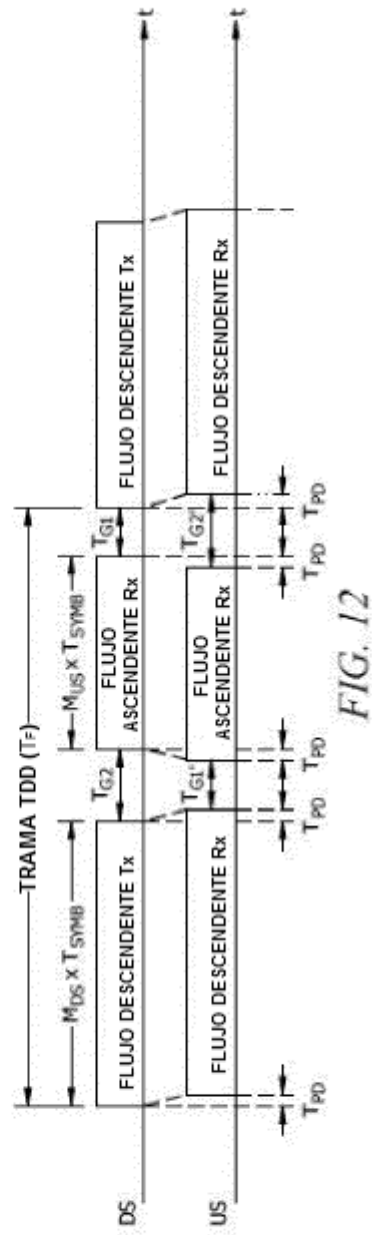 TRAMA TDD (TF)
MDS x TSYMB
MUS x TSYMB
TG2
TG1
DS
FLUJO DESCENDENTE Tx
FLUJO
ASCENDENTE Rx
FLUJO DESCENDENTE Tx
t
TG1'
TG2'
US
FLUJO DESCENDENTE Rx
FLUJO
ASCENDENTE Rx
FLUJO DESCENDENTE Rx
t
TPD
TPD
TPD
TPD
TPD
FIG. 12